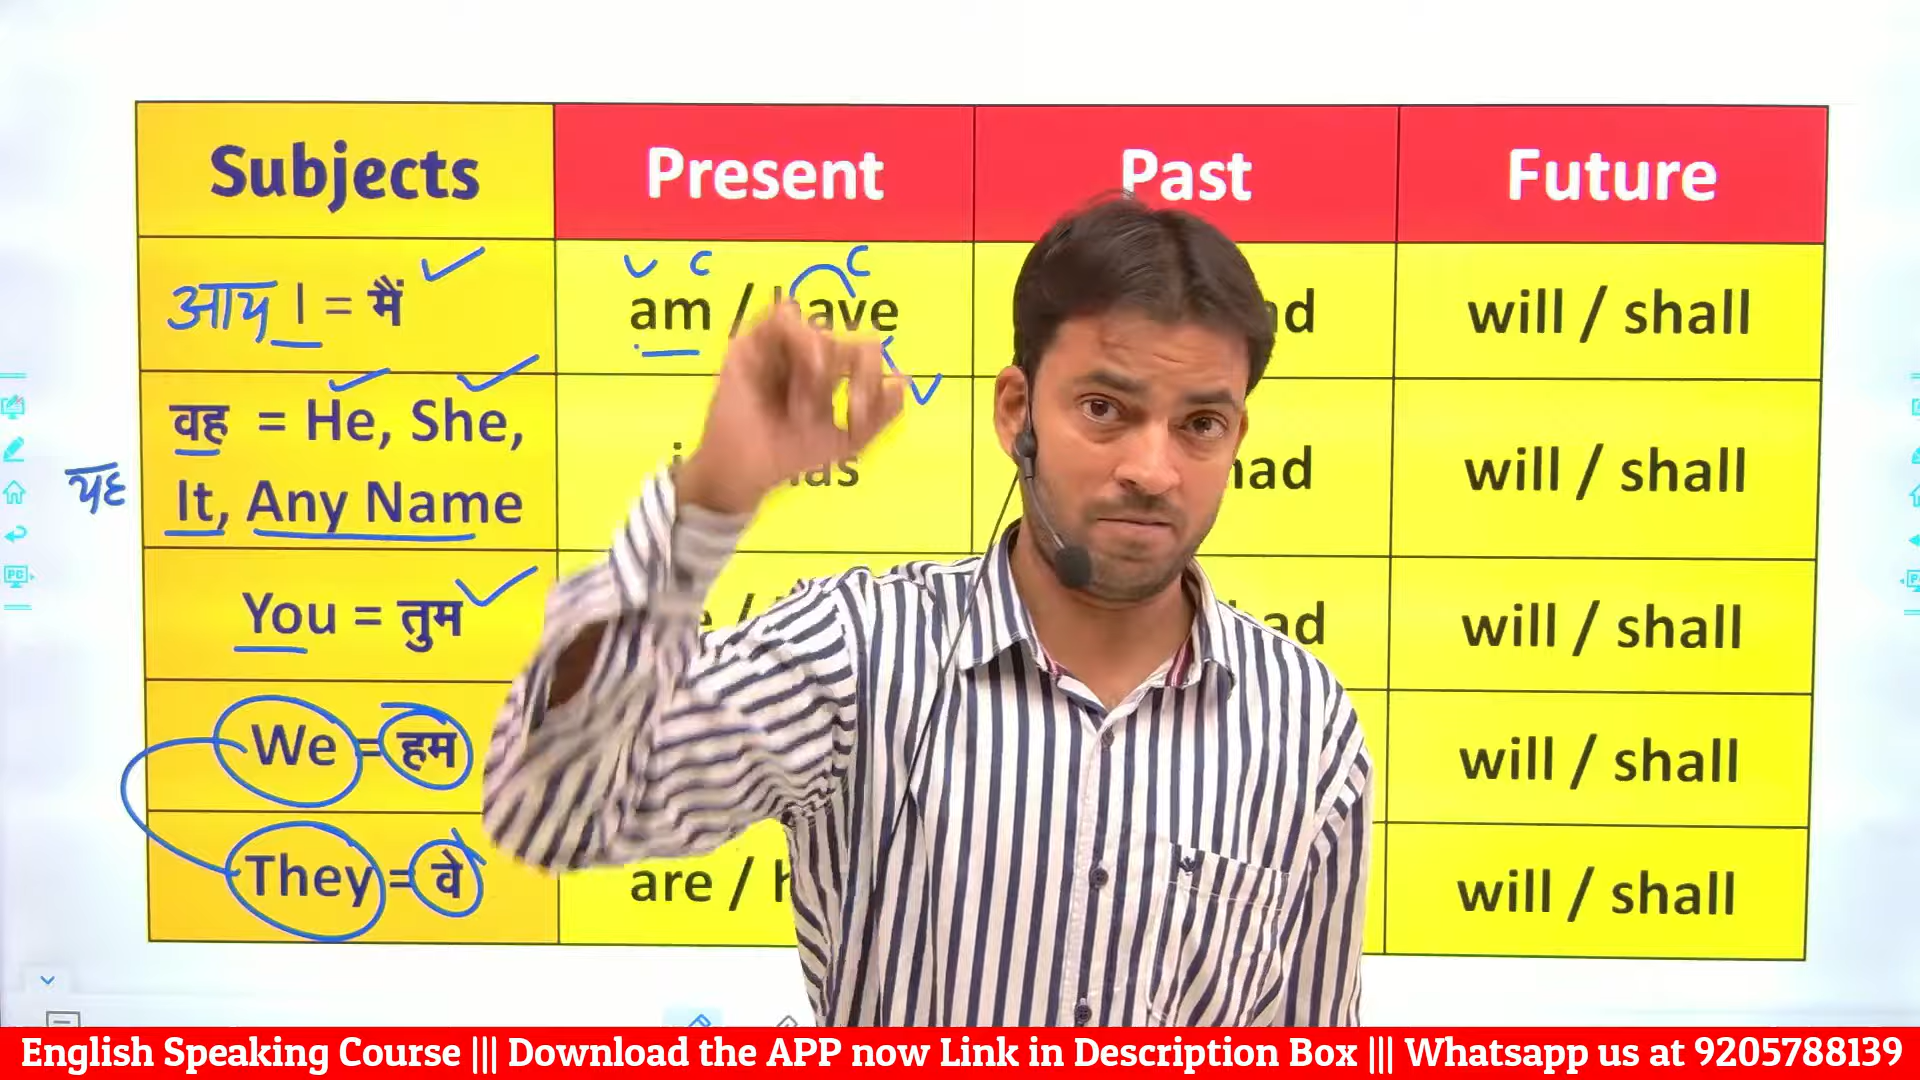 Subjects Present Past Future
आय I = मैं am / have will / shall
वह = He, She,
It, Any Name had will / shall
यह
You = तुम will / shall
We = हम will / shall
They = वे are / will / shall
English Speaking Course ||| Download the APP now Link in Description Box ||| Whatsapp us at 9205788139